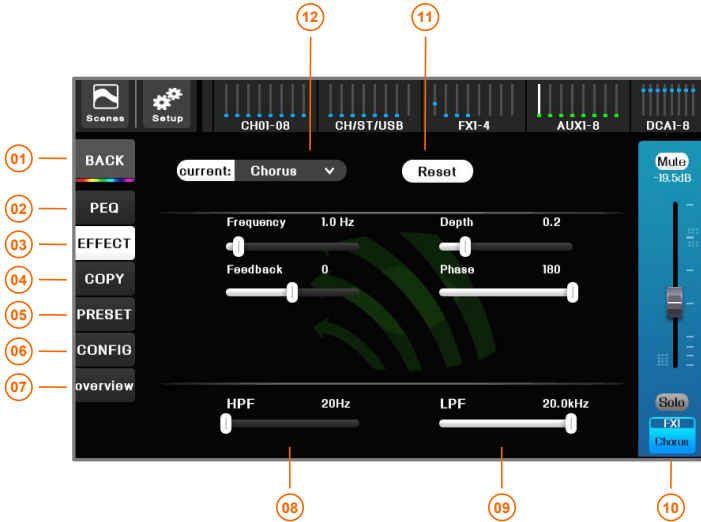 12 11
Scenes Setup CH01-08 CH/ST/USB FX1-4 AUX1-8 DCA1-8
01 BACK current: Chorus Reset Mute
-19.5dB
02 PEQ
Frequency 1.0 Hz Depth 0.2
03 EFFECT
Feedback 0 Phase 180
04 COPY
05 PRESET
06 CONFIG
07 overview
HPF 20Hz LPF 20.0kHz Solo
FX1
Chorus
08 09 10